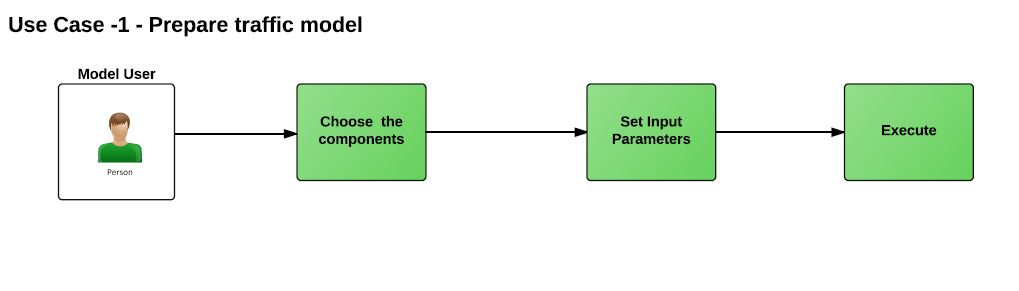 Use Case -1 - Prepare traffic model
Model User
Person
Choose  the
components
Set Input
Parameters
Execute